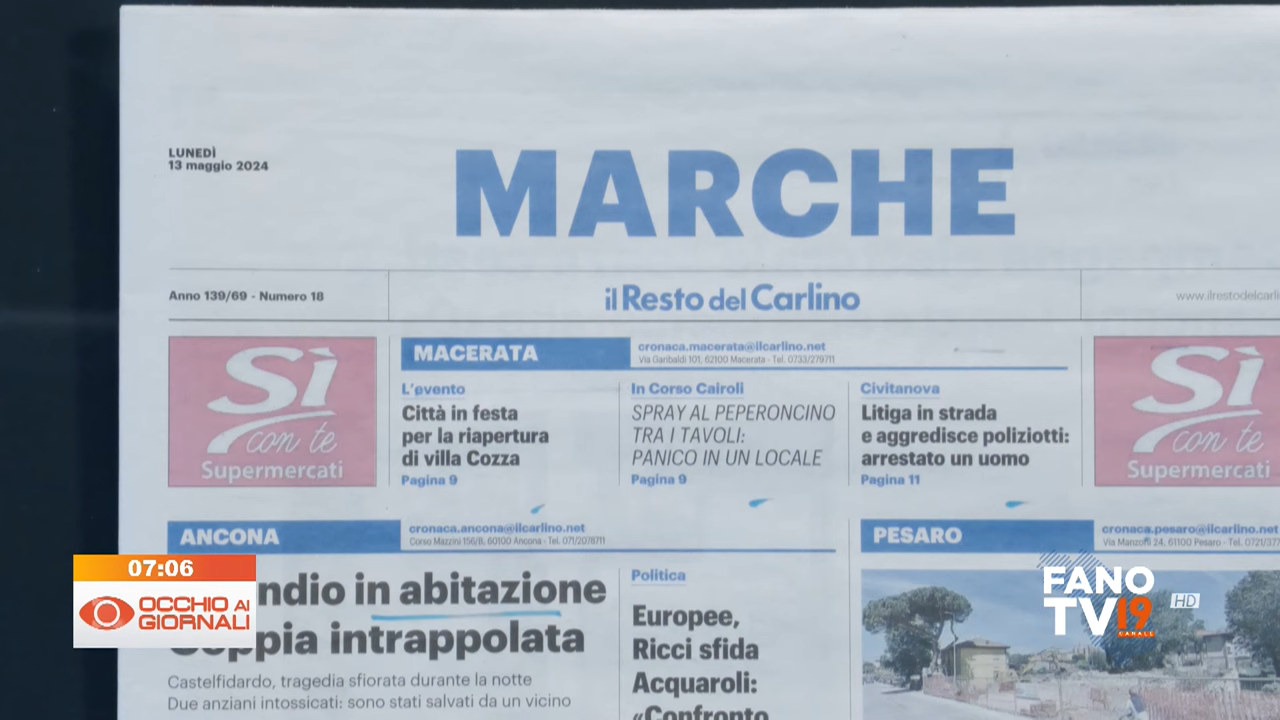 LUNEDÌ
13 maggio 2024
MARCHE
Anno 139/69 - Numero 18
il Resto del Carlino
Sì
con te
Supermercati
MACERATA
cronaca.macerata@ilcarlino.net
Via Garibaldi 101, 62100 Macerata - Tel. 0733/279711
L'evento
Città in festa
per la riapertura
di villa Cozza
Pagina 9
In Corso Cairoli
SPRAY AL PEPERONCINO
TRA I TAVOLI:
PANICO IN UN LOCALE
Pagina 9
Civitanova
Litiga in strada
e aggredisce poliziotti:
arrestato un uomo
Pagina 11
Sì
con te
Supermercati
ANCONA
cronaca.ancona@ilcarlino.net
Corso Mazzini 156/B, 60100 Ancona - Tel. 071/2078711
in abitazione
intrappolata
Castelfidardo, tragedia sfiorata durante la notte
Due anziani intossicati: sono stati salvati da un vicino
Politica
Europee,
Ricci sfida
Acquaroli:
«Confronto
PESARO
cronaca.pesaro@ilcarlino.net
Via Manzoni 24, 61100 Pesaro - Tel.
07:06
OCCHIO AI
GIORNALI
FANO
TV19
CANALE
HD